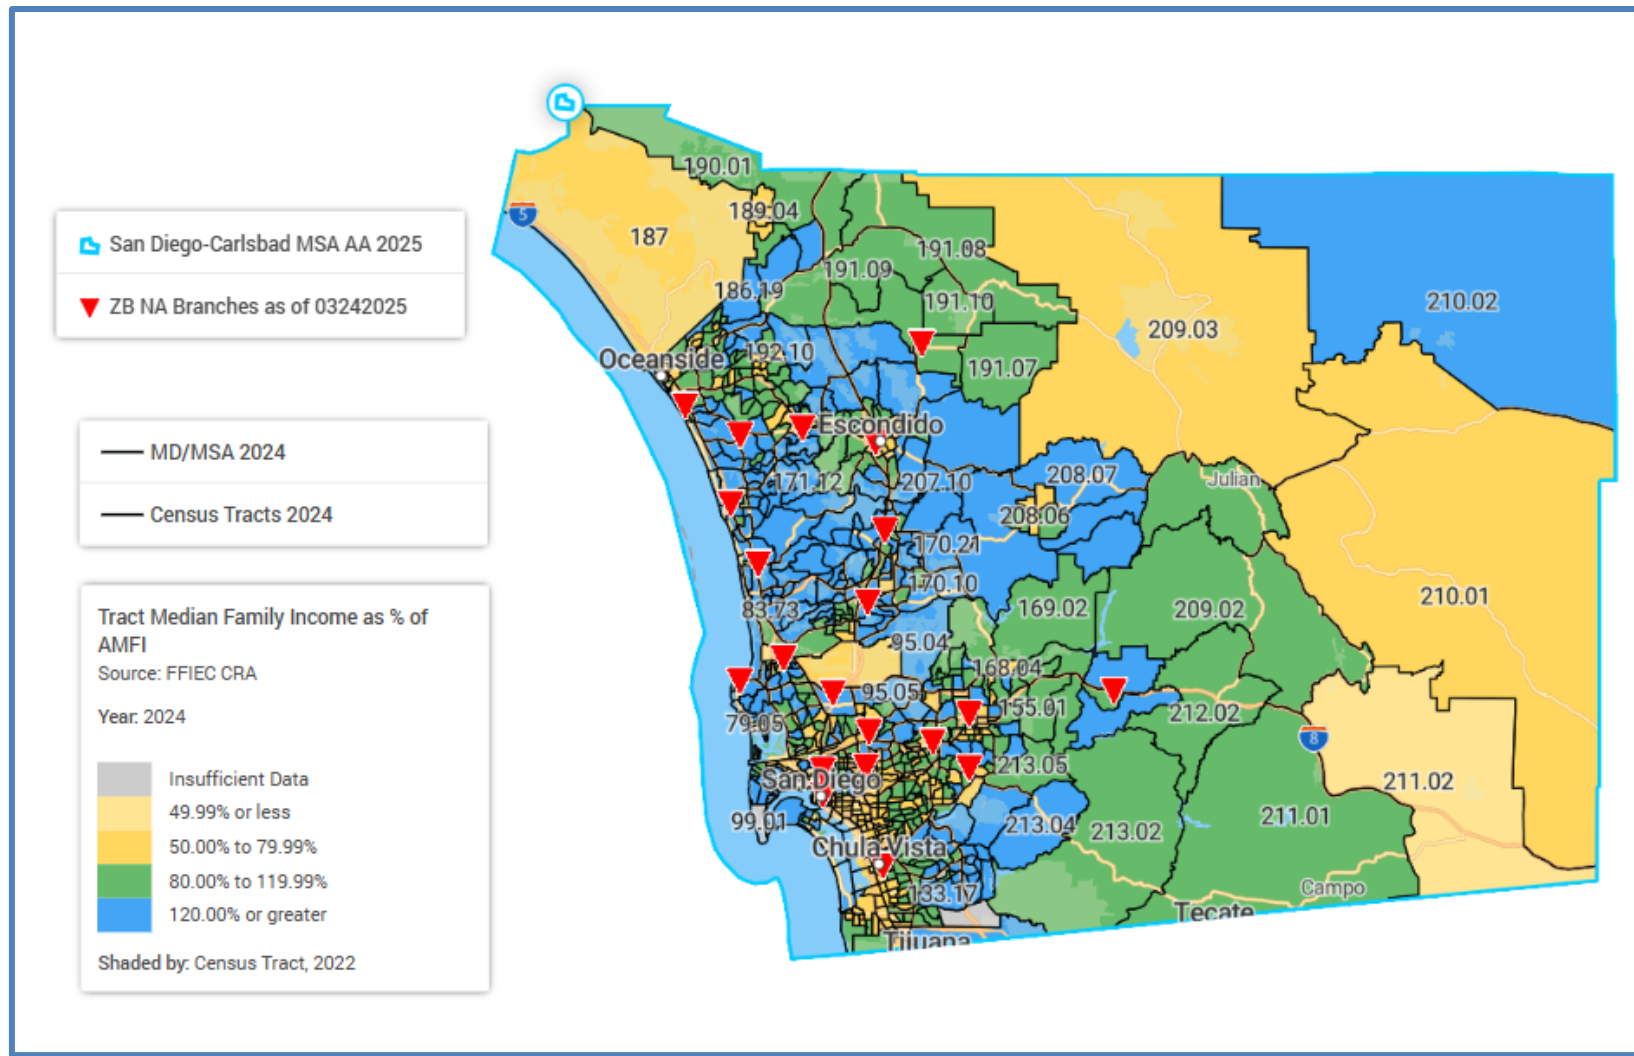 San Diego-Carlsbad MSA AA 2025
ZB NA Branches as of 03242025
MD/MSA 2024
Census Tracts 2024
Tract Median Family Income as % of
AMFI
Source: FFIEC CRA
Year: 2024
Insufficient Data
49.99% or less
50.00% to 79.99%
80.00% to 119.99%
120.00% or greater
Shaded by: Census Tract, 2022
190.01
5
189.04
187
191.08
191.09
186.19
191.10
210.02
209.03
Oceanside
192.10
191.07
Escondido
171.12
207.10
208.07
Julian
208.06
170.21
170.10
83.73
169.02
209.02
210.01
95.04
168.04
95.05
155.01
79.05
212.02
8
213.05
San Diego
211.02
99.01
213.04
213.02
211.01
Chula Vista
133.17
Campo
Tecate
Tijuana